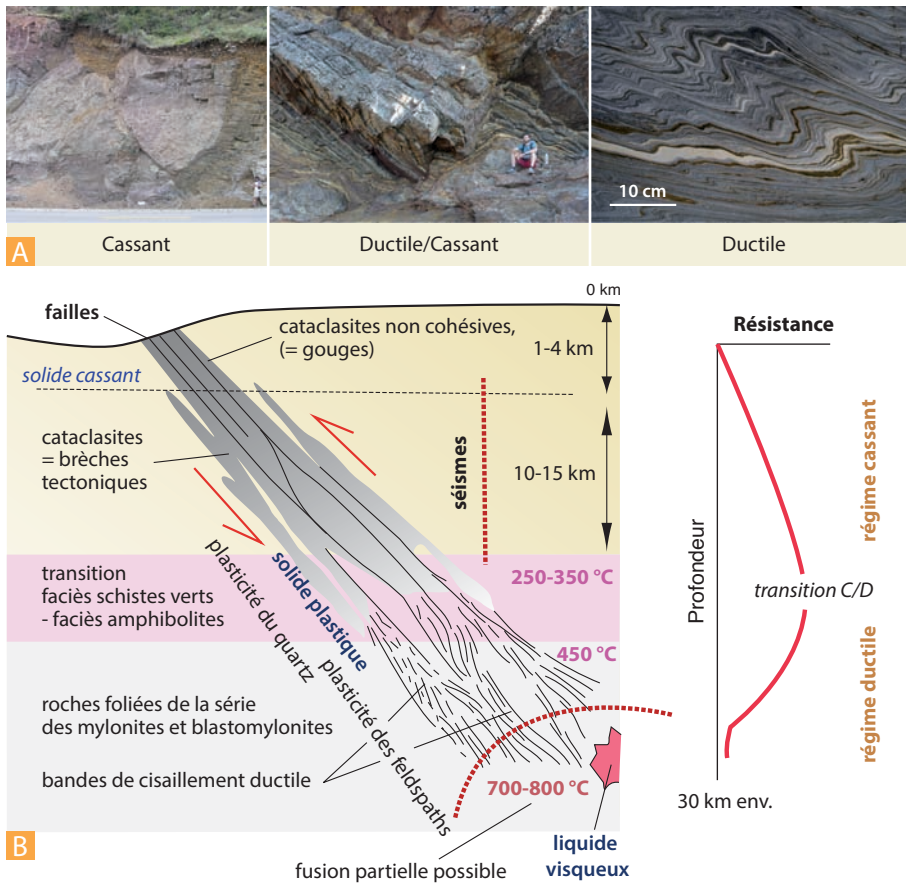 10 cm
A
Cassant
Ductile/Cassant
Ductile
0 km
failles
cataclasites non cohésives,
(= gouges)
1-4 km
Résistance
solide cassant
cataclasites
= brèches
tectoniques
séismes
10-15 km
régime cassant
Profondeur
transition
faciès schistes verts
- faciès amphibolites
plasticité du quartz
solide plastique
250-350 °C
transition C/D
450 °C
plasticité des feldspaths
régime ductile
roches foliées de la série
des mylonites et blastomylonites
bandes de cisaillement ductile
700-800 °C
30 km env.
B
fusion partielle possible
liquide
visqueux